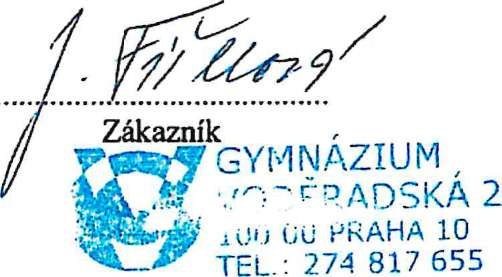 J.
Zákazník
GYMNÁZIUM
VODĚRADSKÁ 2
100 00 PRAHA 10
TEL.: 274 817 655